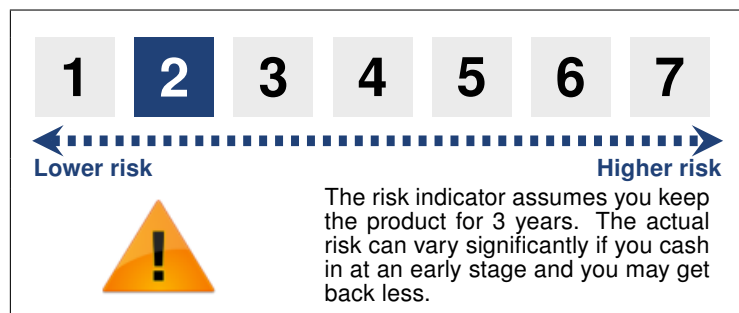 1 2 3 4 5 6 7
Lower risk Higher risk
The risk indicator assumes you keep
the product for 3 years. The actual
risk can vary significantly if you cash
in at an early stage and you may get
back less.